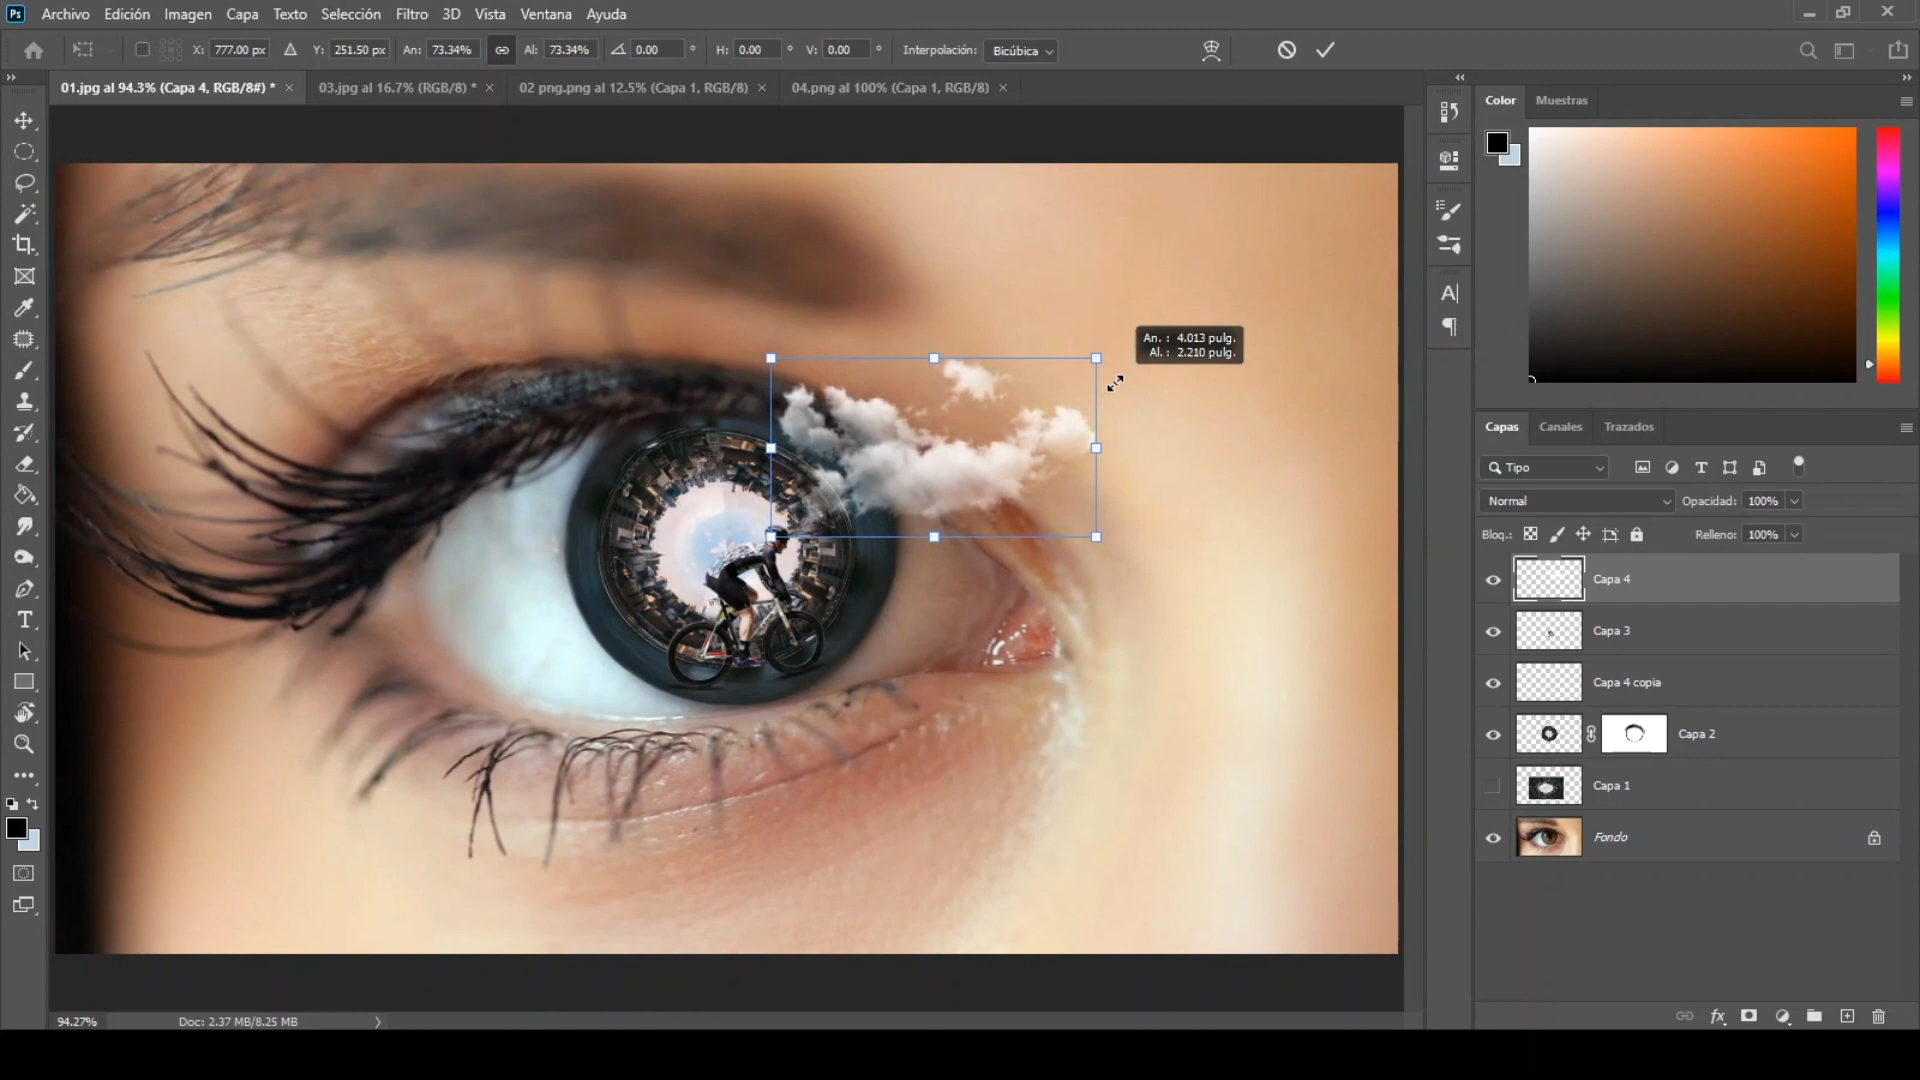 Ps Archivo Edición Imagen Capa Texto Selección Filtro 3D Vista Ventana Ayuda
X: 777.00 px Y: 251.50 px An: 73.34% Al: 73.34% 0.00 ° H: 0.00 ° V: 0.00 ° Interpolación: Bicúbica
01.jpg al 94.3% (Capa 4, RGB/8#) * × 03.jpg al 16.7% (RGB/8) * × 02 png.png al 12.5% (Capa 1, RGB/8) × 04.png al 100% (Capa 1, RGB/8) ×
Color Muestras
An. : 4.013 pulg.
Al. : 2.210 pulg.
Capas Canales Trazados
Tipo
Normal Opacidad: 100%
Bloq.: Relleno: 100%
Capa 4
Capa 3
Capa 4 copia
Capa 2
Capa 1
Fondo
fx
94.27% Doc: 2.37 MB/8.25 MB